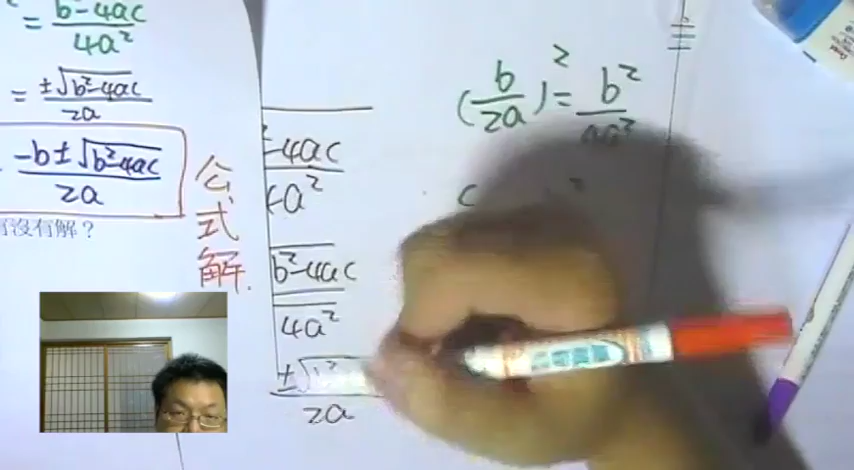 = b²-4ac / 4a²
= ±√b²-4ac / 2a
-b±√b²-4ac / 2a
公式解.
沒有解？
-4ac
4a²
b²-4ac
4a²
±√
2a
(b/2a)² = b²/4a²